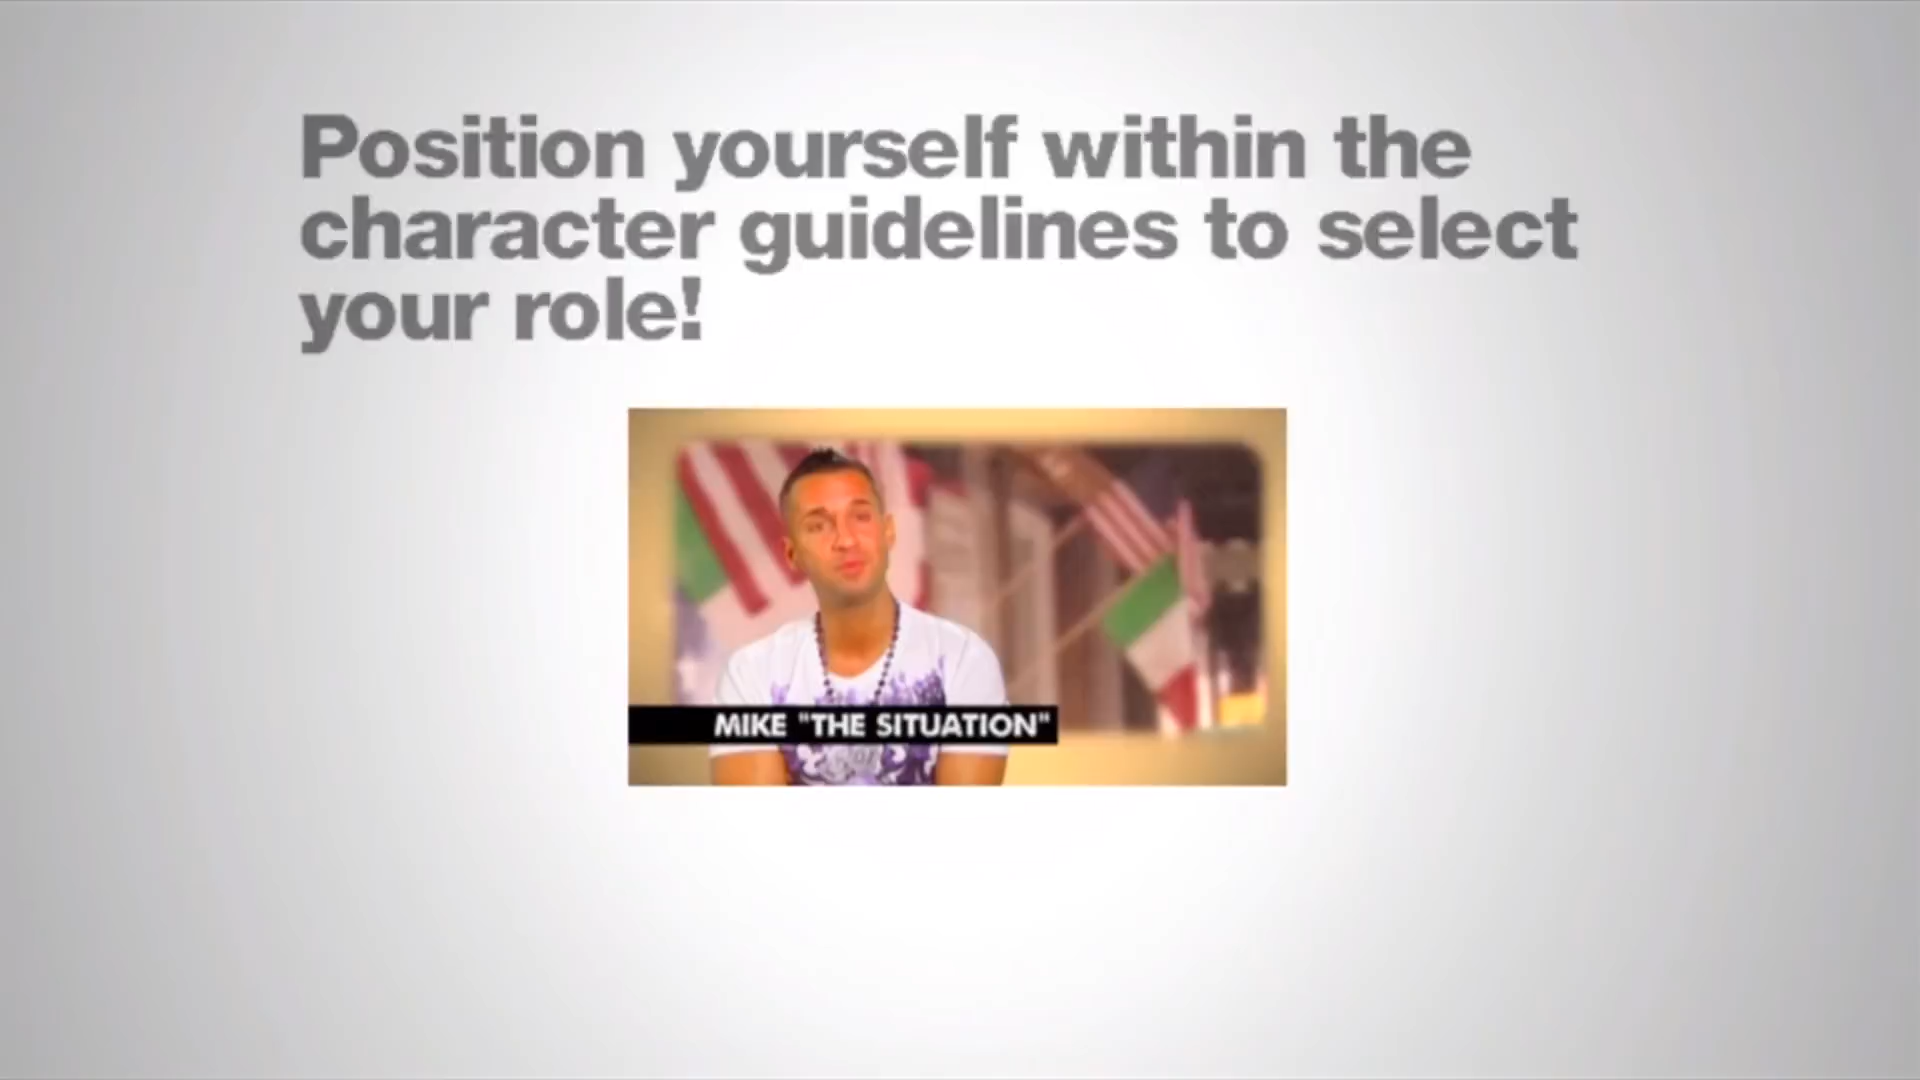 Position yourself within the
character guidelines to select
your role!
MIKE "THE SITUATION"